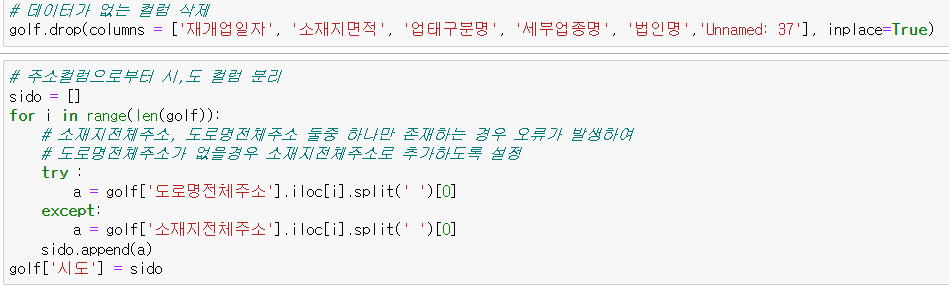 # 데이터가 없는 컬럼 삭제
golf.drop(columns = ['재개업일자', '소재지면적', '업태구분명', '세부업종명', '법인명','Unnamed: 37'], inplace=True)
# 주소컬럼으로부터 시,도 컬럼 분리
sido = []
for i in range(len(golf)):
    # 소재지전체주소, 도로명전체주소 둘중 하나만 존재하는 경우 오류가 발생하여
    # 도로명전체주소가 없을경우 소재지전체주소로 추가하도록 설정
    try :
        a = golf['도로명전체주소'].iloc[i].split(' ')[0]
    except:
        a = golf['소재지전체주소'].iloc[i].split(' ')[0]
    sido.append(a)
golf['시도'] = sido